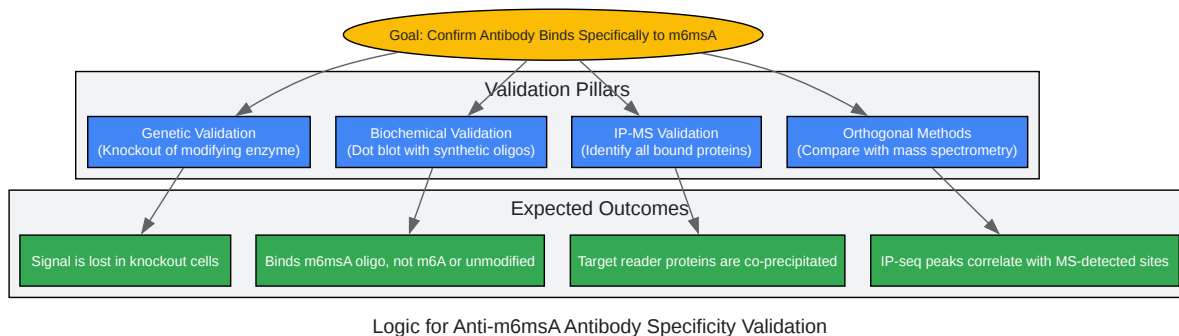 Goal: Confirm Antibody Binds Specifically to m6msA
Validation Pillars
Genetic Validation
(Knockout of modifying enzyme)
Biochemical Validation
(Dot blot with synthetic oligos)
IP-MS Validation
(Identify all bound proteins)
Orthogonal Methods
(Compare with mass spectrometry)
Expected Outcomes
Signal is lost in knockout cells
Binds m6msA oligo, not m6A or unmodified
Target reader proteins are co-precipitated
IP-seq peaks correlate with MS-detected sites
Logic for Anti-m6msA Antibody Specificity Validation